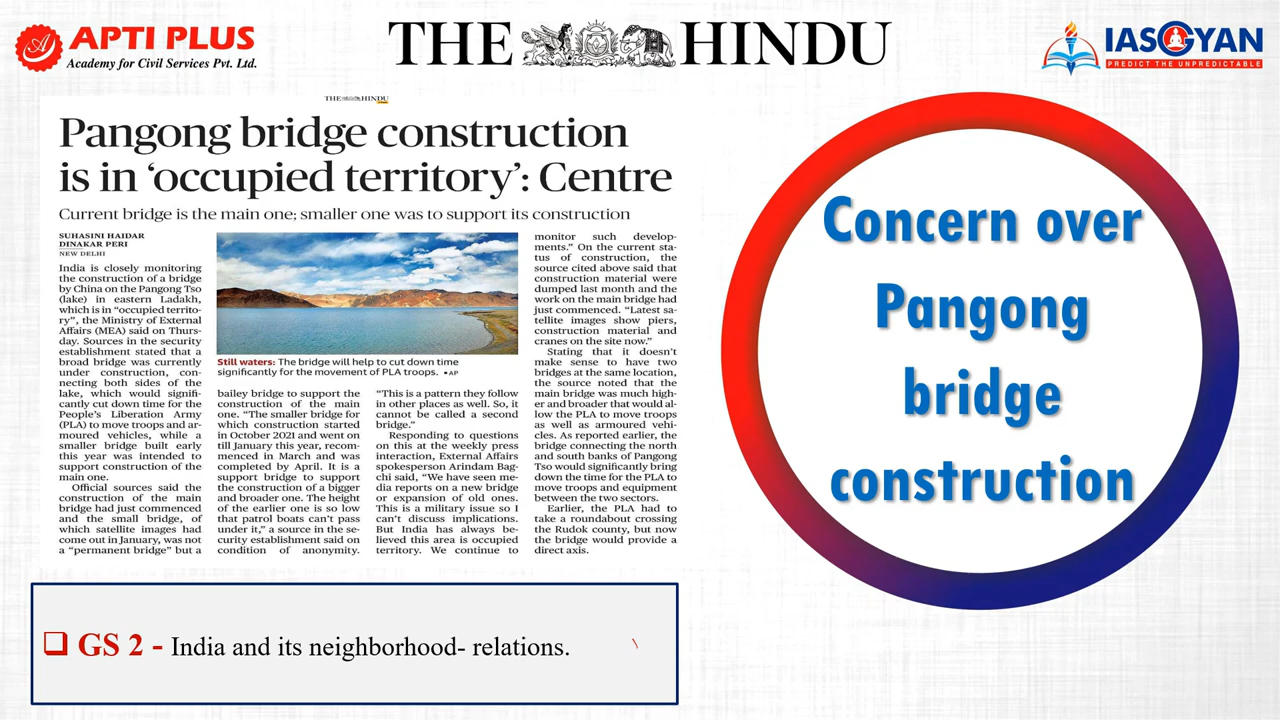 APTI PLUS
Academy for Civil Services Pvt. Ltd.
THE HINDU
IASGYAN
PREDICT THE UNPREDICTABLE
THE HINDU
Pangong bridge construction
is in ‘occupied territory’: Centre
Current bridge is the main one; smaller one was to support its construction
SUHASINI HAIDAR
DINAKAR PERI
NEW DELHI
India is closely monitoring
the construction of a bridge
by China on the Pangong Tso
(lake) in eastern Ladakh,
which is in “occupied territo-
ry”, the Ministry of External
Affairs (MEA) said on Thurs-
day. Sources in the security
establishment stated that a
broad bridge was currently
under construction, con-
necting both sides of the
lake, which would signifi-
cantly cut down time for the
People’s Liberation Army
(PLA) to move troops and ar-
moured vehicles, while a
smaller bridge built early
this year was intended to
support construction of the
main one.
Official sources said the
construction of the main
bridge had just commenced
and the small bridge, of
which satellite images had
come out in January, was not
a “permanent bridge” but a
Still waters: The bridge will help to cut down time
significantly for the movement of PLA troops. ▪AP
bailey bridge to support the
construction of the main
one. “The smaller bridge for
which construction started
in October 2021 and went on
till January this year, recom-
menced in March and was
completed by April. It is a
support bridge to support
the construction of a bigger
and broader one. The height
of the earlier one is so low
that patrol boats can’t pass
under it,” a source in the se-
curity establishment said on
condition of anonymity.
“This is a pattern they follow
in other places as well. So, it
cannot be called a second
bridge.”
Responding to questions
on this at the weekly press
interaction, External Affairs
spokesperson Arindam Bag-
chi said, “We have seen me-
dia reports on a new bridge
or expansion of old ones.
This is a military issue so I
can’t discuss implications.
But India has always be-
lieved this area is occupied
territory. We continue to
monitor such develop-
ments.” On the current sta-
tus of construction, the
source cited above said that
construction material were
dumped last month and the
work on the main bridge had
just commenced. “Latest sa-
tellite images show piers,
construction material and
cranes on the site now.”
Stating that it doesn’t
make sense to have two
bridges at the same location,
the source noted that the
main bridge was much high-
er and broader that would al-
low the PLA to move troops
as well as armoured vehi-
cles. As reported earlier, the
bridge connecting the north
and south banks of Pangong
Tso would significantly bring
down the time for the PLA to
move troops and equipment
between the two sectors.
Earlier, the PLA had to
take a roundabout crossing
the Rudok county, but now
the bridge would provide a
direct axis.
Concern over
Pangong
bridge
construction
GS 2 - India and its neighborhood- relations.